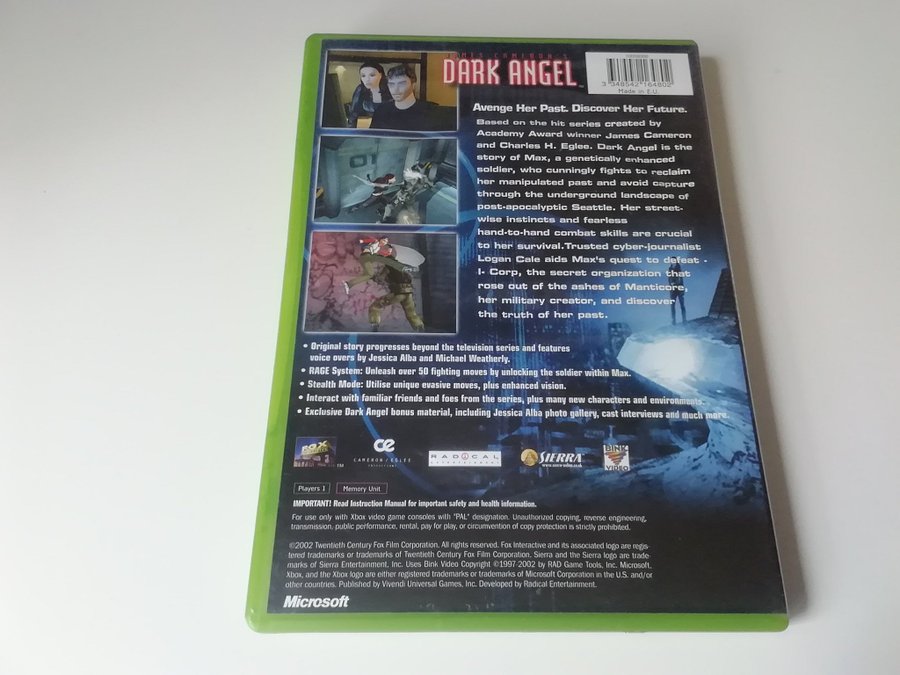 JAMES CAMERON'S
DARK ANGEL
3 348542 164802
Made in E.U.
Avenge Her Past. Discover Her Future.
Based on the hit series created by
Academy Award winner James Cameron
and Charles H. Eglee. Dark Angel is the
story of Max, a genetically enhanced
soldier, who cunningly fights to reclaim
her manipulated past and avoid capture
through the underground landscape of
post-apocalyptic Seattle. Her street-
wise instincts and fearless
hand-to-hand combat skills are crucial
to her survival.Trusted cyber-journalist
Logan Cale aids Max's quest to defeat -
I- Corp, the secret organization that
rose out of the ashes of Manticore,
her military creator, and discover
the truth of her past.
• Original story progresses beyond the television series and features
voice overs by Jessica Alba and Michael Weatherly.
• RAGE System: Unleash over 50 fighting moves by unlocking the soldier within Max.
• Stealth Mode: Utilise unique evasive moves, plus enhanced vision.
• Interact with familiar friends and foes from the series, plus many new characters and environments.
• Exclusive Dark Angel bonus material, including Jessica Alba photo gallery, cast interviews and much more.
FOX TM
ce
CAMERON/EGLEE
RADICAL
ENTERTAINMENT
SIERRA
BINK
VIDEO
Players 1 Memory Unit
IMPORTANT! Read Instruction Manual for important safety and health information.
For use only with Xbox video game consoles with "PAL" designation. Unauthorized copying, reverse engineering,
transmission, public performance, rental, pay for play, or circumvention of copy protection is strictly prohibited.
©2002 Twentieth Century Fox Film Corporation. All rights reserved. Fox Interactive and its associated logo are regis-
tered trademarks or trademarks of Twentieth Century Fox Film Corporation. Sierra and the Sierra logo are trade-
marks of Sierra Entertainment, Inc. Uses Bink Video Copyright ©1997-2002 by RAD Game Tools, Inc. Microsoft,
Xbox, and the Xbox logo are either registered trademarks or trademarks of Microsoft Corporation in the U.S. and/or
other countries. Published by Vivendi Universal Games, Inc. Developed by Radical Entertainment.
Microsoft